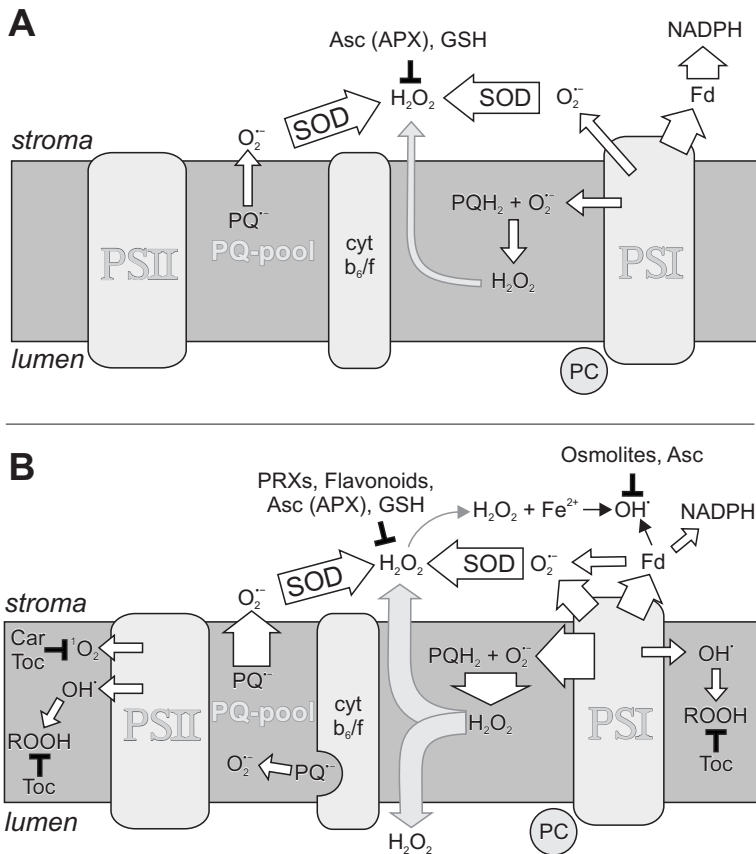 A
NADPH
Asc (APX), GSH
Fd
H₂O₂
SOD
O₂•−
SOD
stroma
O₂•−
PQ•−
PQ-pool
PSII
cyt
b₆/f
PQH₂ + O₂•−
H₂O₂
PSI
lumen
PC
B
Osmolites, Asc
PRXs, Flavonoids,
Asc (APX), GSH
H₂O₂ + Fe²⁺
OH•
NADPH
H₂O₂
SOD
O₂•−
Fd
SOD
O₂•−
stroma
Car
Toc
¹O₂
OH•
ROOH
Toc
PSII
PQ•−
PQ-pool
O₂•−
PQ•−
cyt
b₆/f
PQH₂ + O₂•−
H₂O₂
PSI
OH•
ROOH
Toc
lumen
H₂O₂
PC